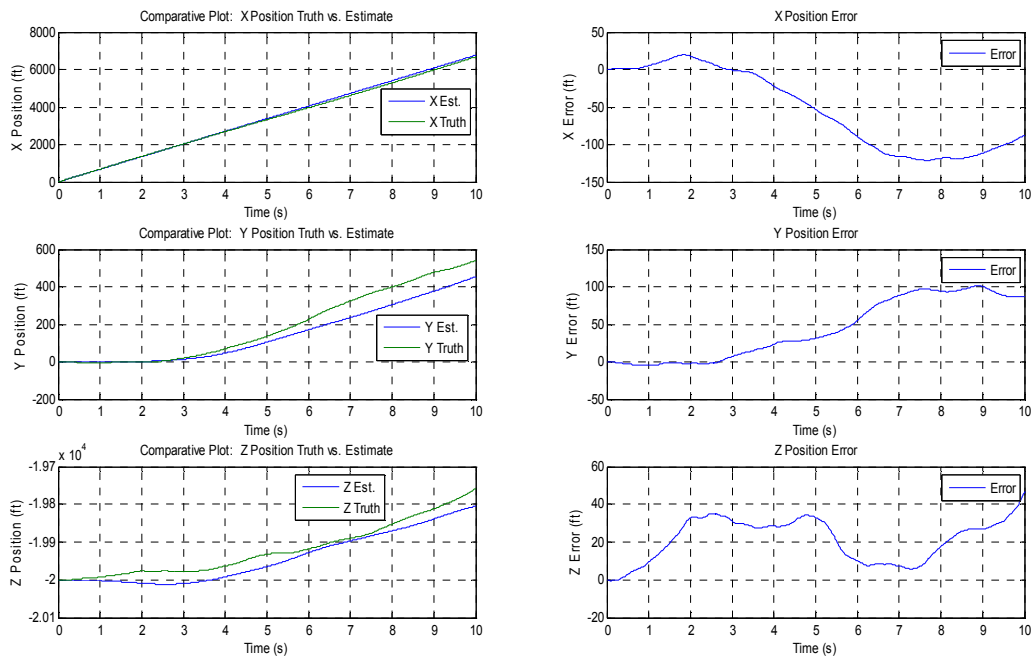 Comparative Plot: X Position Truth vs. Estimate
8000
6000
4000
2000
0
X Position (ft)
X Est.
X Truth
0 1 2 3 4 5 6 7 8 9 10
Time (s)
X Position Error
50
0
-50
-100
-150
X Error (ft)
Error
0 1 2 3 4 5 6 7 8 9 10
Time (s)
Comparative Plot: Y Position Truth vs. Estimate
600
400
200
0
-200
Y Position (ft)
Y Est.
Y Truth
0 1 2 3 4 5 6 7 8 9 10
Time (s)
Y Position Error
150
100
50
0
-50
Y Error (ft)
Error
0 1 2 3 4 5 6 7 8 9 10
Time (s)
Comparative Plot: Z Position Truth vs. Estimate
x 10^4
-1.97
-1.98
-1.99
-2
-2.01
Z Position (ft)
Z Est.
Z Truth
0 1 2 3 4 5 6 7 8 9 10
Time (s)
Z Position Error
60
40
20
0
-20
Z Error (ft)
Error
0 1 2 3 4 5 6 7 8 9 10
Time (s)